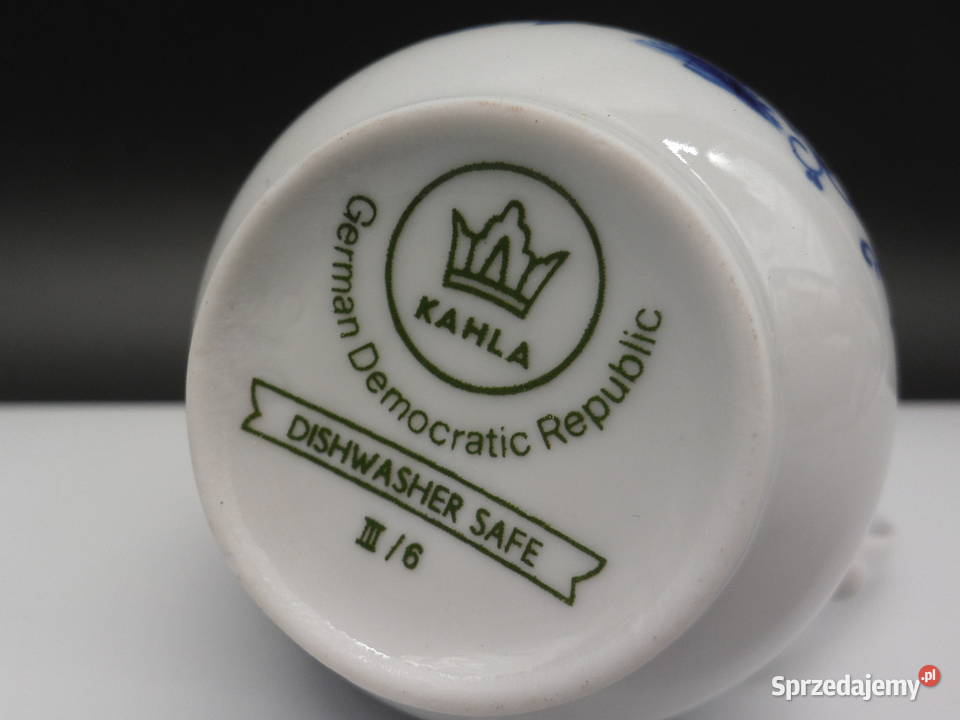 KAHLA
German Democratic Republic
DISHWASHER SAFE
III/6
Sprzedajemy.pl